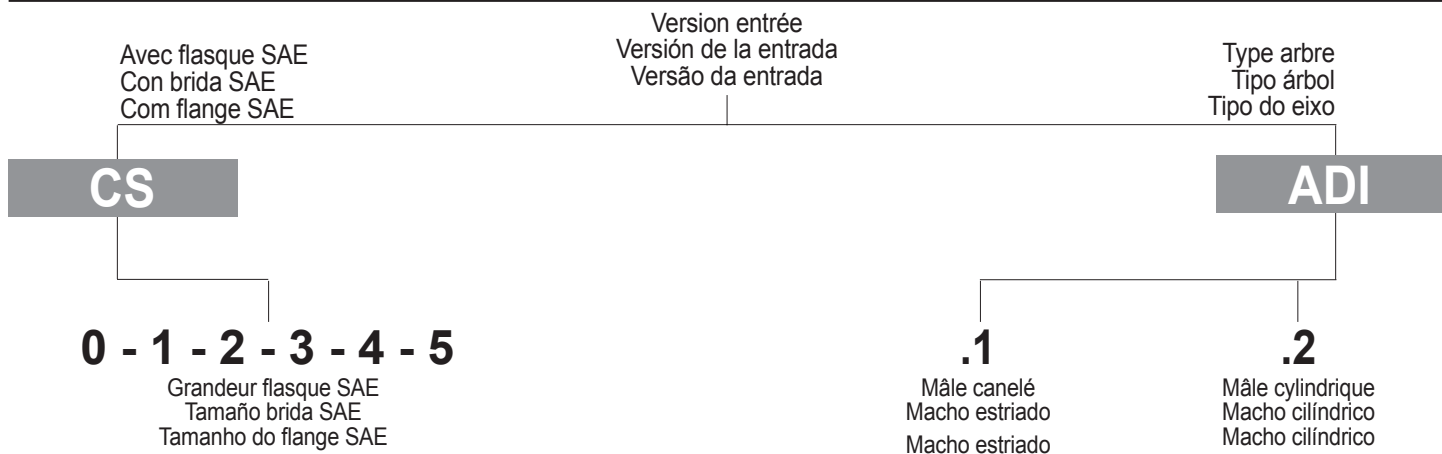 Version entrée
Versión de la entrada
Versão da entrada
Avec flasque SAE
Con brida SAE
Com flange SAE
Type arbre
Tipo árbol
Tipo do eixo
CS
ADI
0 - 1 - 2 - 3 - 4 - 5
Grandeur flasque SAE
Tamaño brida SAE
Tamanho do flange SAE
.1
Mâle canelé
Macho estriado
Macho estriado
.2
Mâle cylindrique
Macho cilíndrico
Macho cilíndrico